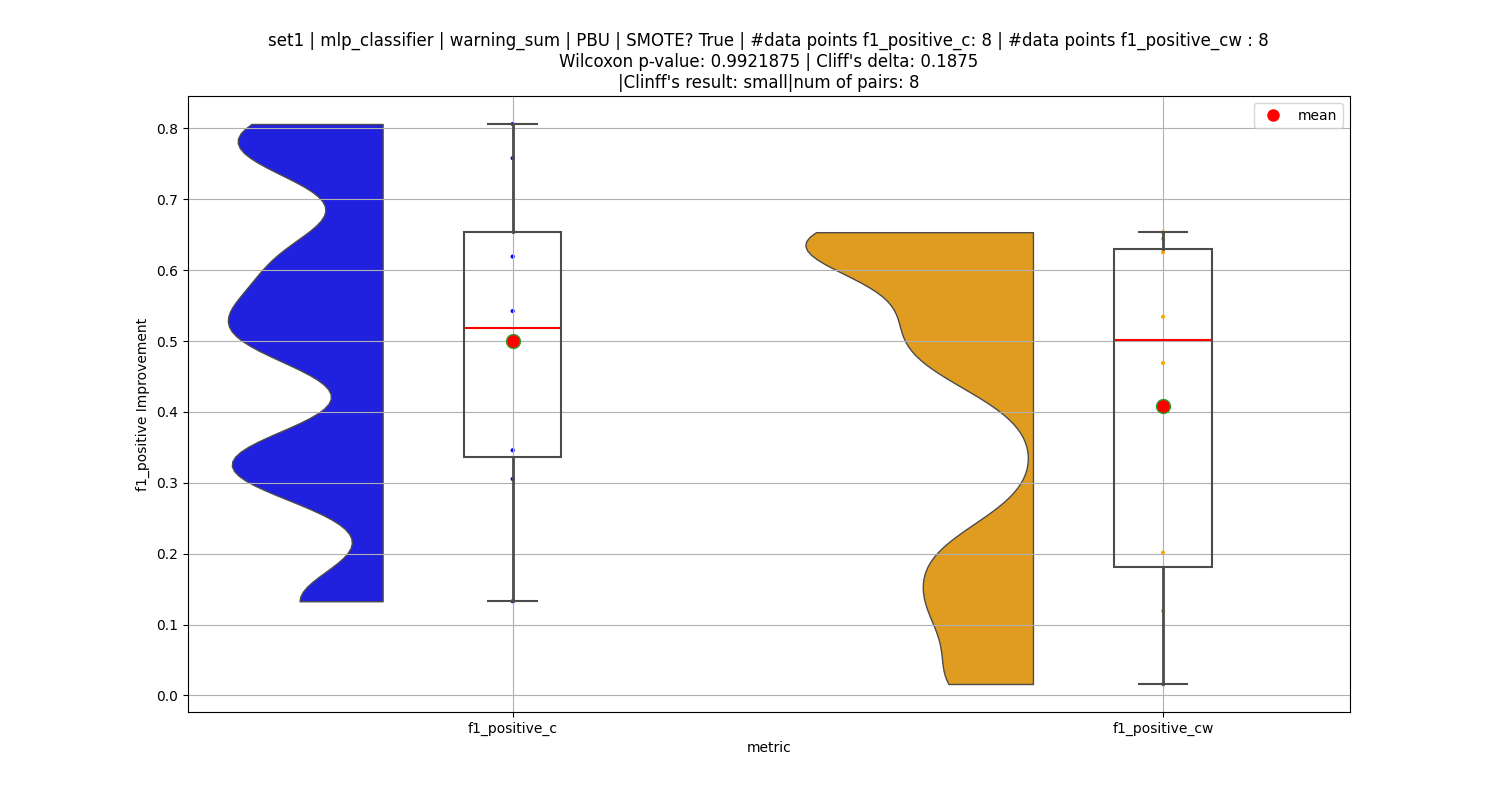 set1 | mlp_classifier | warning_sum | PBU | SMOTE? True | #data points f1_positive_c: 8 | #data points f1_positive_cw : 8
Wilcoxon p-value: 0.9921875 | Cliff's delta: 0.1875
|Clinff's result: small|num of pairs: 8
mean
0.8
0.7
0.6
0.5
0.4
0.3
0.2
0.1
0.0
f1_positive Improvement
f1_positive_c
f1_positive_cw
metric